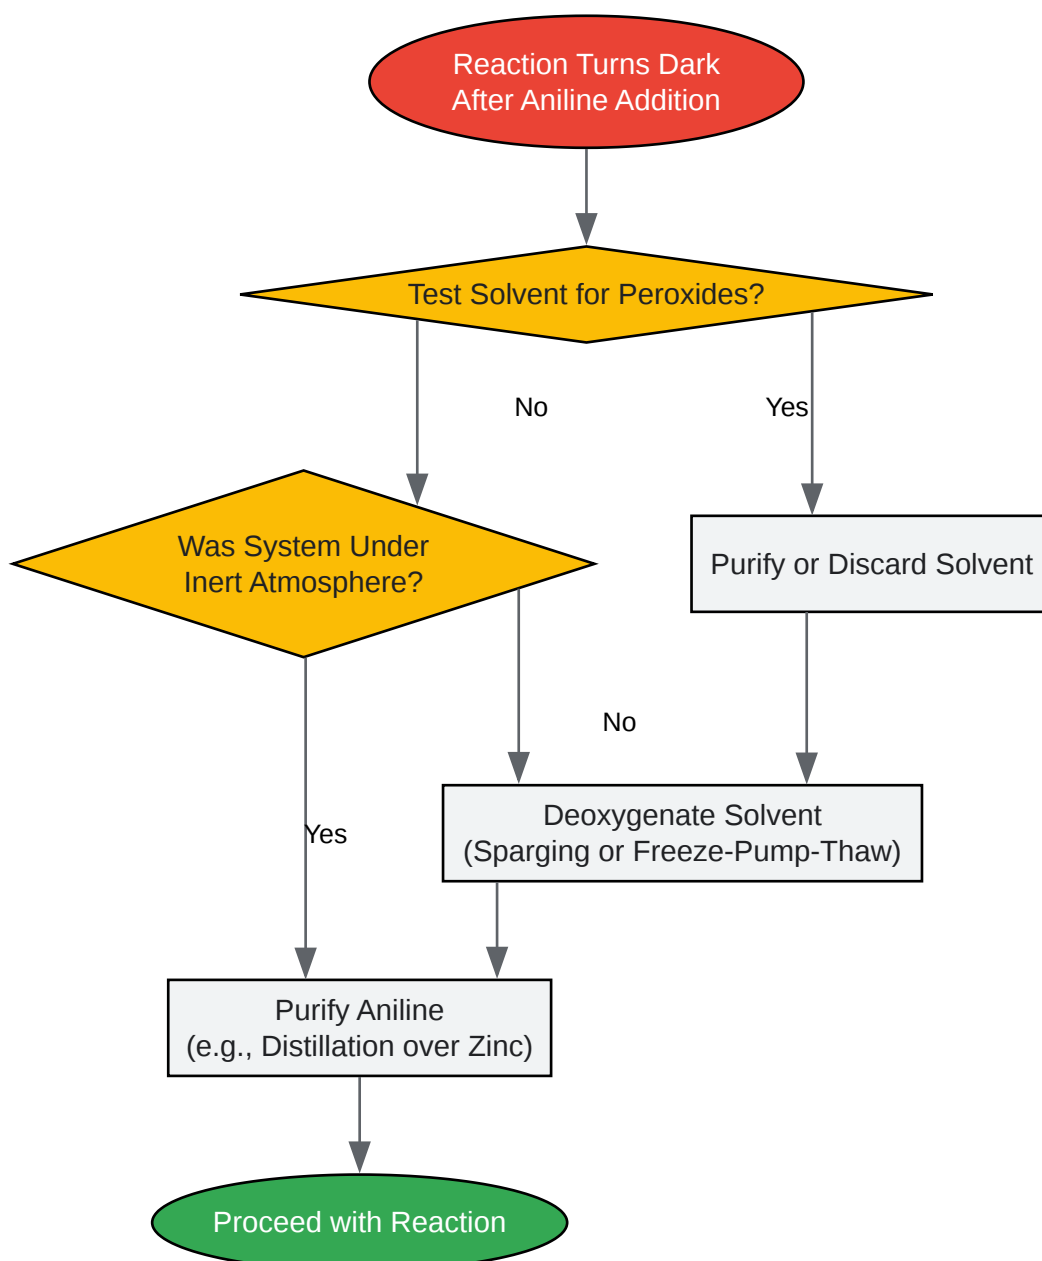 Reaction Turns Dark
After Aniline Addition
Test Solvent for Peroxides?
No
Yes
Was System Under
Inert Atmosphere?
Purify or Discard Solvent
No
Deoxygenate Solvent
(Sparging or Freeze-Pump-Thaw)
Yes
Purify Aniline
(e.g., Distillation over Zinc)
Proceed with Reaction